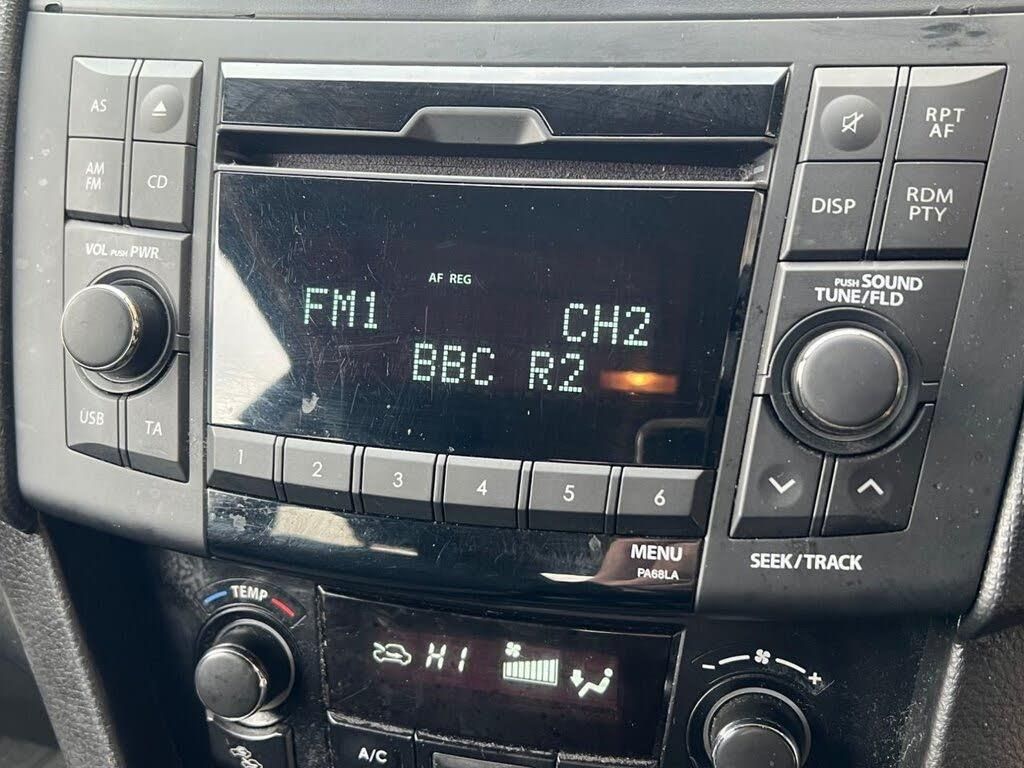 AS
AM
FM
CD
RPT
AF
DISP
RDM
PTY
VOL PUSH PWR
PUSH SOUND
TUNE/FLD
AF REG
FM1
CH2
BBC R2
USB
TA
1
2
3
4
5
6
MENU
PA68LA
SEEK/TRACK
TEMP
HI
- +
A/C